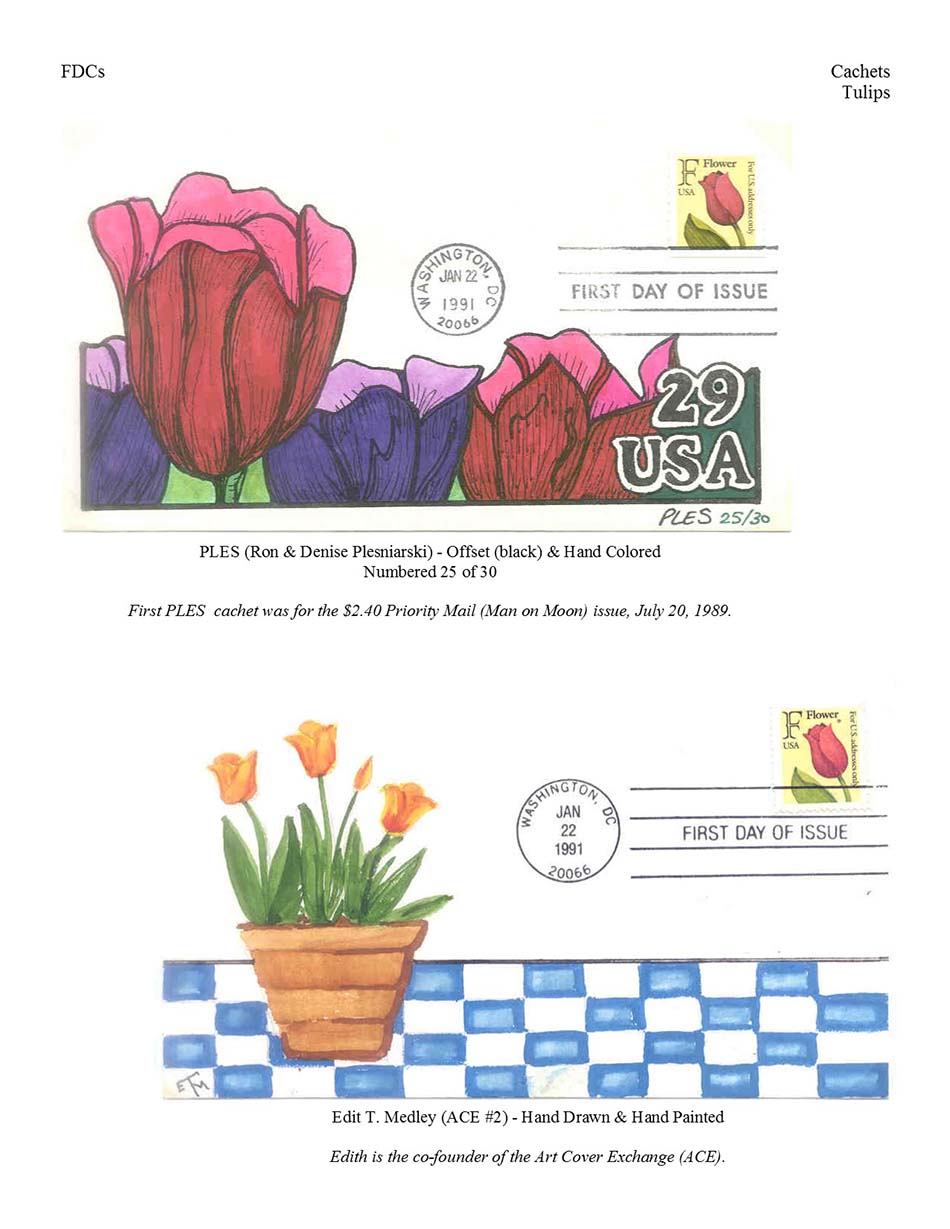 FDCs
Cachets
Tulips
F Flower
USA
For U.S. addresses only
WASHINGTON, DC
JAN 22
1991
20066
FIRST DAY OF ISSUE
29
USA
PLES 25/30
PLES (Ron & Denise Plesniarski) - Offset (black) & Hand Colored
Numbered 25 of 30
First PLES cachet was for the $2.40 Priority Mail (Man on Moon) issue, July 20, 1989.
F Flower
USA
For U.S. addresses only
WASHINGTON, DC
JAN
22
1991
20066
FIRST DAY OF ISSUE
ETM
Edit T. Medley (ACE #2) - Hand Drawn & Hand Painted
Edith is the co-founder of the Art Cover Exchange (ACE).